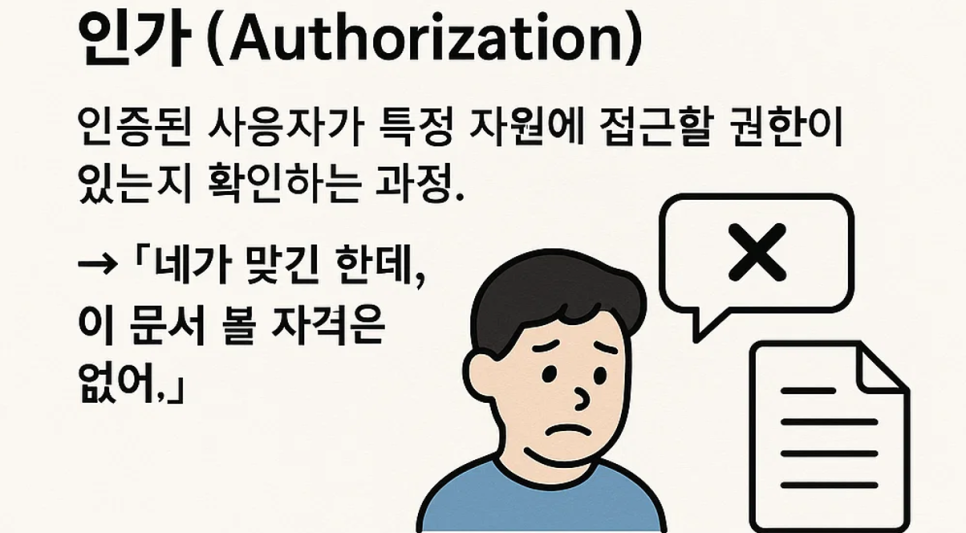 인가 (Authorization)
인증된 사응자가 특정 자원에 접근할 권한이
있는지 확인하는 과정.
→ 「네가 맞긴 한데,
이 문서 볼 자격은
없어,」